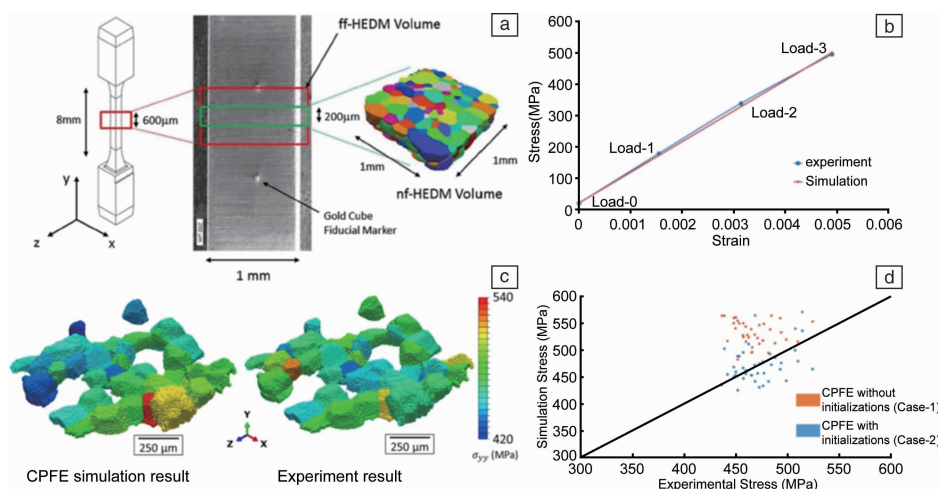 a
ff-HEDM Volume
8mm
600μm
200μm
1mm
1mm
nf-HEDM Volume
y
z
x
Gold Cube
Fiducial Marker
1 mm
b
Stress(MPa)
600
500
400
300
200
100
0
Load-3
Load-2
Load-1
Load-0
experiment
Simulation
0
0.001
0.002
0.003
0.004
0.005
0.006
Strain
c
540
420
σyy (MPa)
Y
Z
X
250 μm
250 μm
CPFE simulation result
Experiment result
d
Simulation Stress (MPa)
600
550
500
450
400
350
300
CPFE without
initializations (Case-1)
CPFE with
initializations (Case-2)
300
350
400
450
500
550
600
Experimental Stress (MPa)